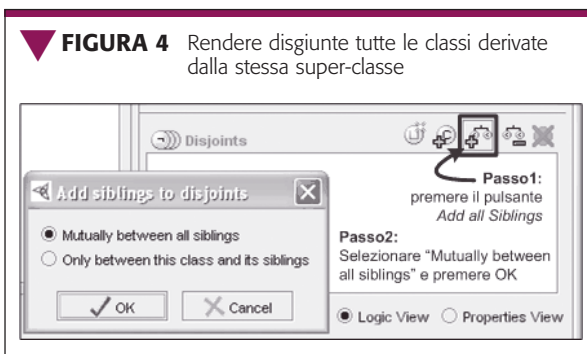 FIGURA 4 Rendere disgiunte tutte le classi derivate
dalla stessa super-classe
Disjoints
Passo1:
premere il pulsante
Add all Siblings
Add siblings to disjoints
Mutually between all siblings
Only between this class and its siblings
OK Cancel
Passo2:
Selezionare “Mutually between
all siblings” e premere OK
Logic View Properties View